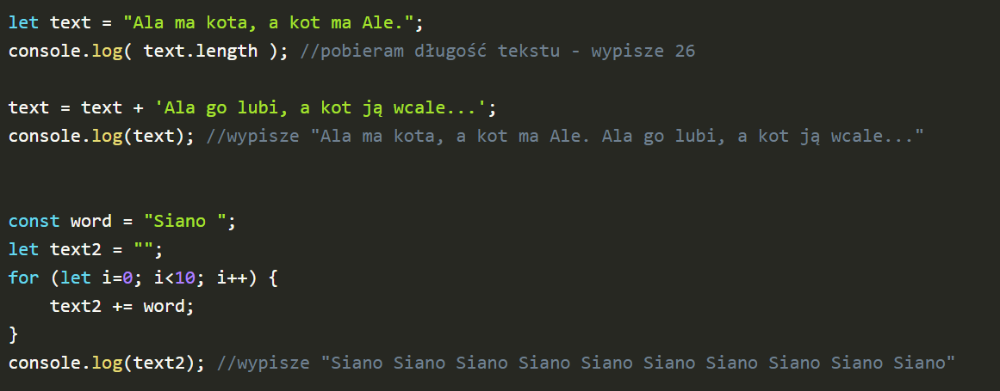 let text = "Ala ma kota, a kot ma Ale.";
console.log( text.length ); //pobieram długość tekstu - wypisze 26
text = text + 'Ala go lubi, a kot ją wcale...';
console.log(text); //wypisze "Ala ma kota, a kot ma Ale. Ala go lubi, a kot ją wcale..."
const word = "Siano ";
let text2 = "";
for (let i=0; i<10; i++) {
    text2 += word;
}
console.log(text2); //wypisze "Siano Siano Siano Siano Siano Siano Siano Siano Siano Siano"